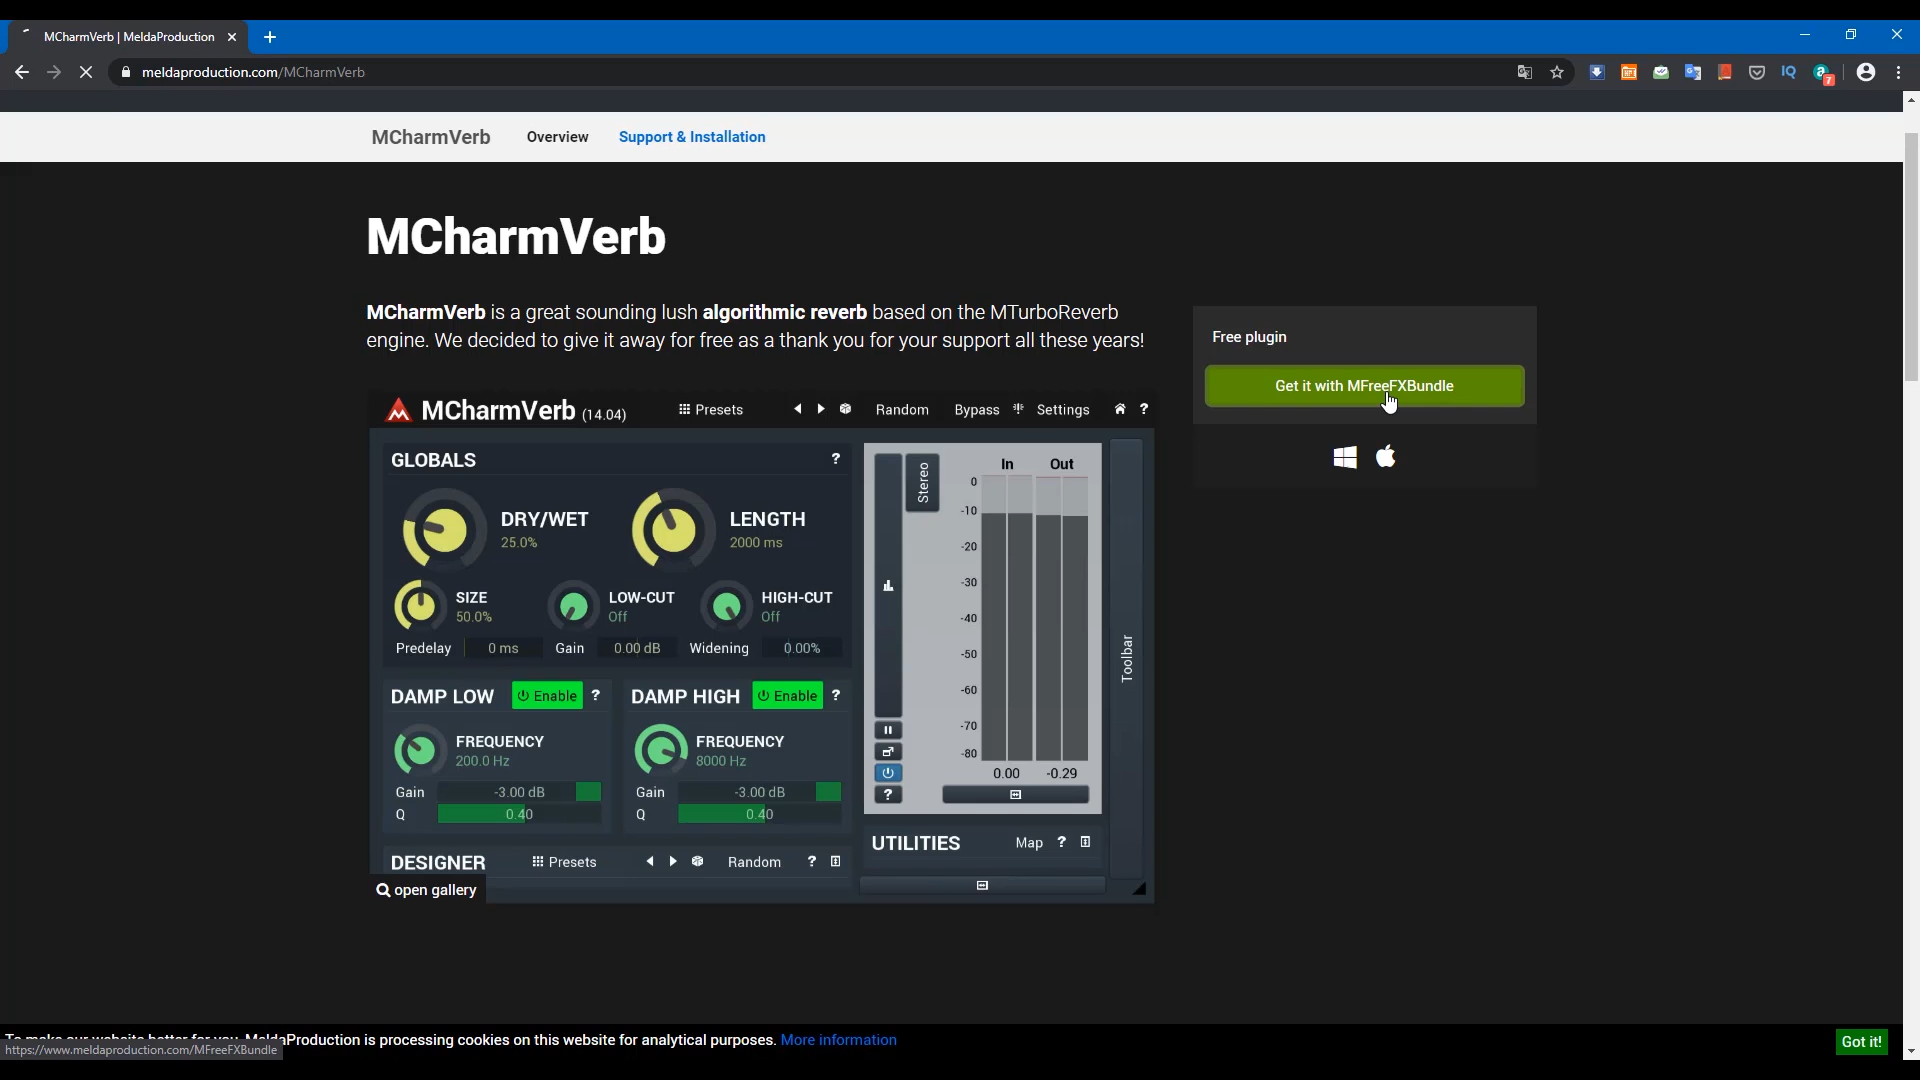 MCharmVerb | MeldaProduction
meldaproduction.com/MCharmVerb
IQ
a
7
MCharmVerb
Overview
Support & Installation
MCharmVerb
MCharmVerb is a great sounding lush algorithmic reverb based on the MTurboReverb
engine. We decided to give it away for free as a thank you for your support all these years!
Free plugin
Get it with MFreeFXBundle
MCharmVerb (14.04)
Presets
Random
Bypass
Settings
?
GLOBALS
?
DRY/WET
25.0%
LENGTH
2000 ms
SIZE
50.0%
LOW-CUT
Off
HIGH-CUT
Off
Predelay
0 ms
Gain
0.00 dB
Widening
0.00%
DAMP LOW
Enable
?
FREQUENCY
200.0 Hz
Gain
-3.00 dB
Q
0.40
DAMP HIGH
Enable
?
FREQUENCY
8000 Hz
Gain
-3.00 dB
Q
0.40
DESIGNER
Presets
Random
?
open gallery
Stereo
In
Out
0
-10
-20
-30
-40
-50
-60
-70
-80
0.00
-0.29
?
UTILITIES
Map
?
Toolbar
MeldaProduction is processing cookies on this website for analytical purposes. More information
Got it!
https://www.meldaproduction.com/MFreeFXBundle